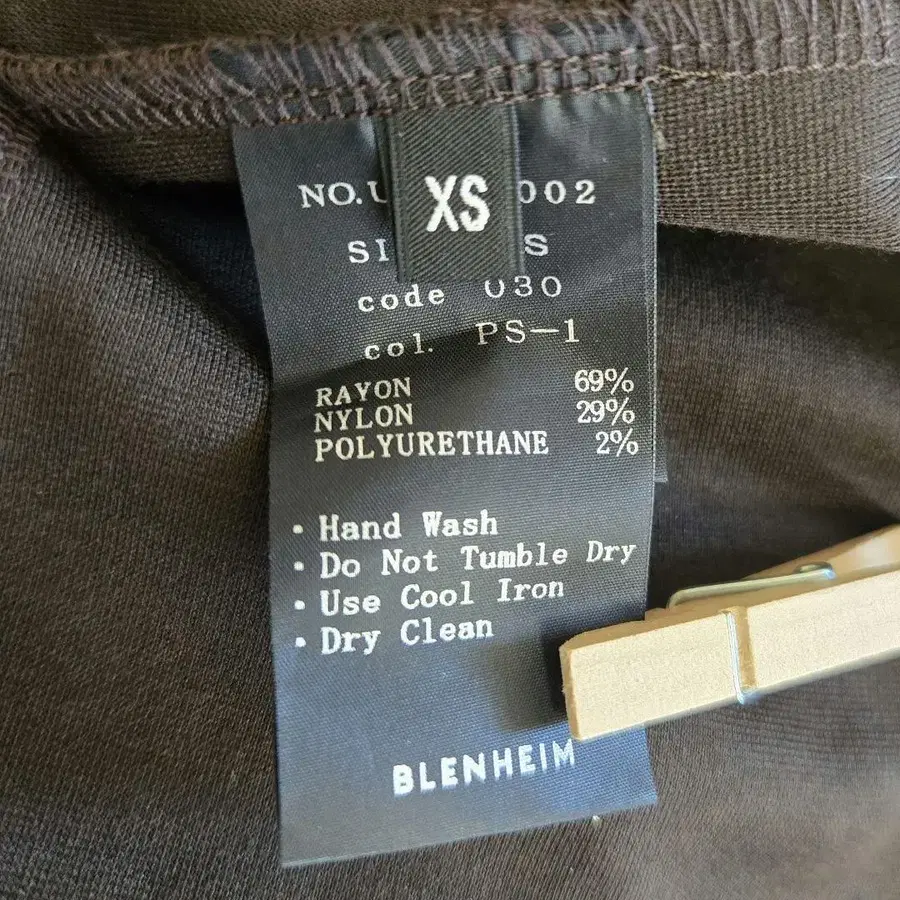 NO.U 002
XS
SI S
code 030
col. PS-1
RAYON 69%
NYLON 29%
POLYURETHANE 2%
· Hand Wash
· Do Not Tumble Dry
· Use Cool Iron
· Dry Clean
BLENHEIM